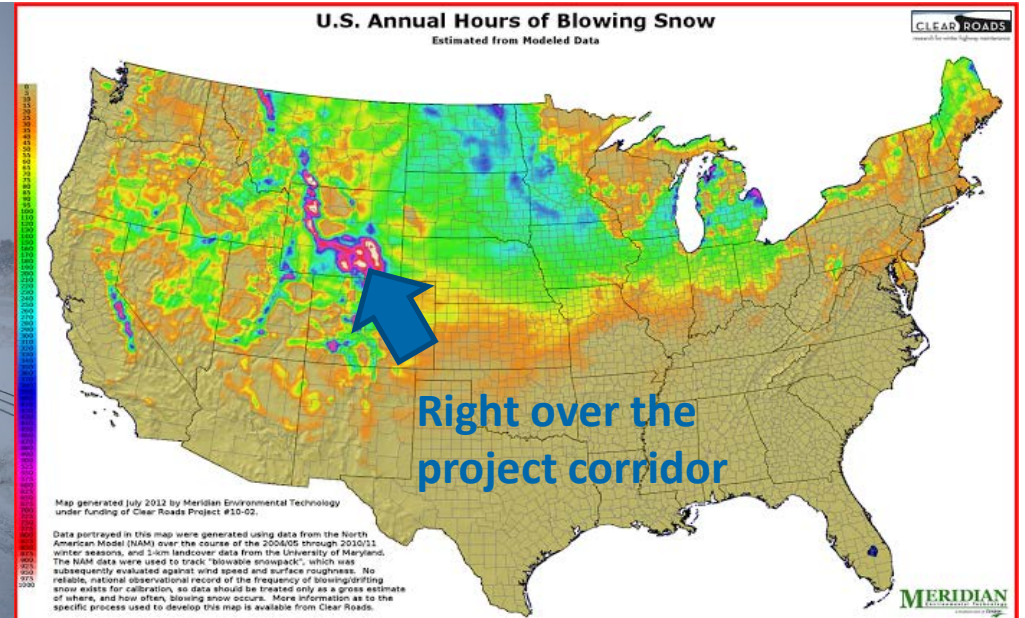 U.S. Annual Hours of Blowing Snow
Estimated from Modeled Data
CLEAR ROADS
research for winter highway maintenance
Right over the
project corridor
Map generated July 2012 by Meridian Environmental Technology
under funding of Clear Roads Project #10-02.
Data portrayed in this map were generated using data from the North
American Model (NAM) over the course of the 2004/05 through 2010/11
winter seasons, and 1-km landcover data from the University of Maryland.
The NAM data were used to track "blowable snowpack", which was
subsequently evaluated against wind speed and surface roughness. No
reliable, national observational record of the frequency of blowing/drifting
snow exists for calibration, so data should be treated only as a gross estimate
of where, and how often, blowing snow occurs. More information as to the
specific process used to develop this map is available from Clear Roads.
MERIDIAN
Environmental Technology